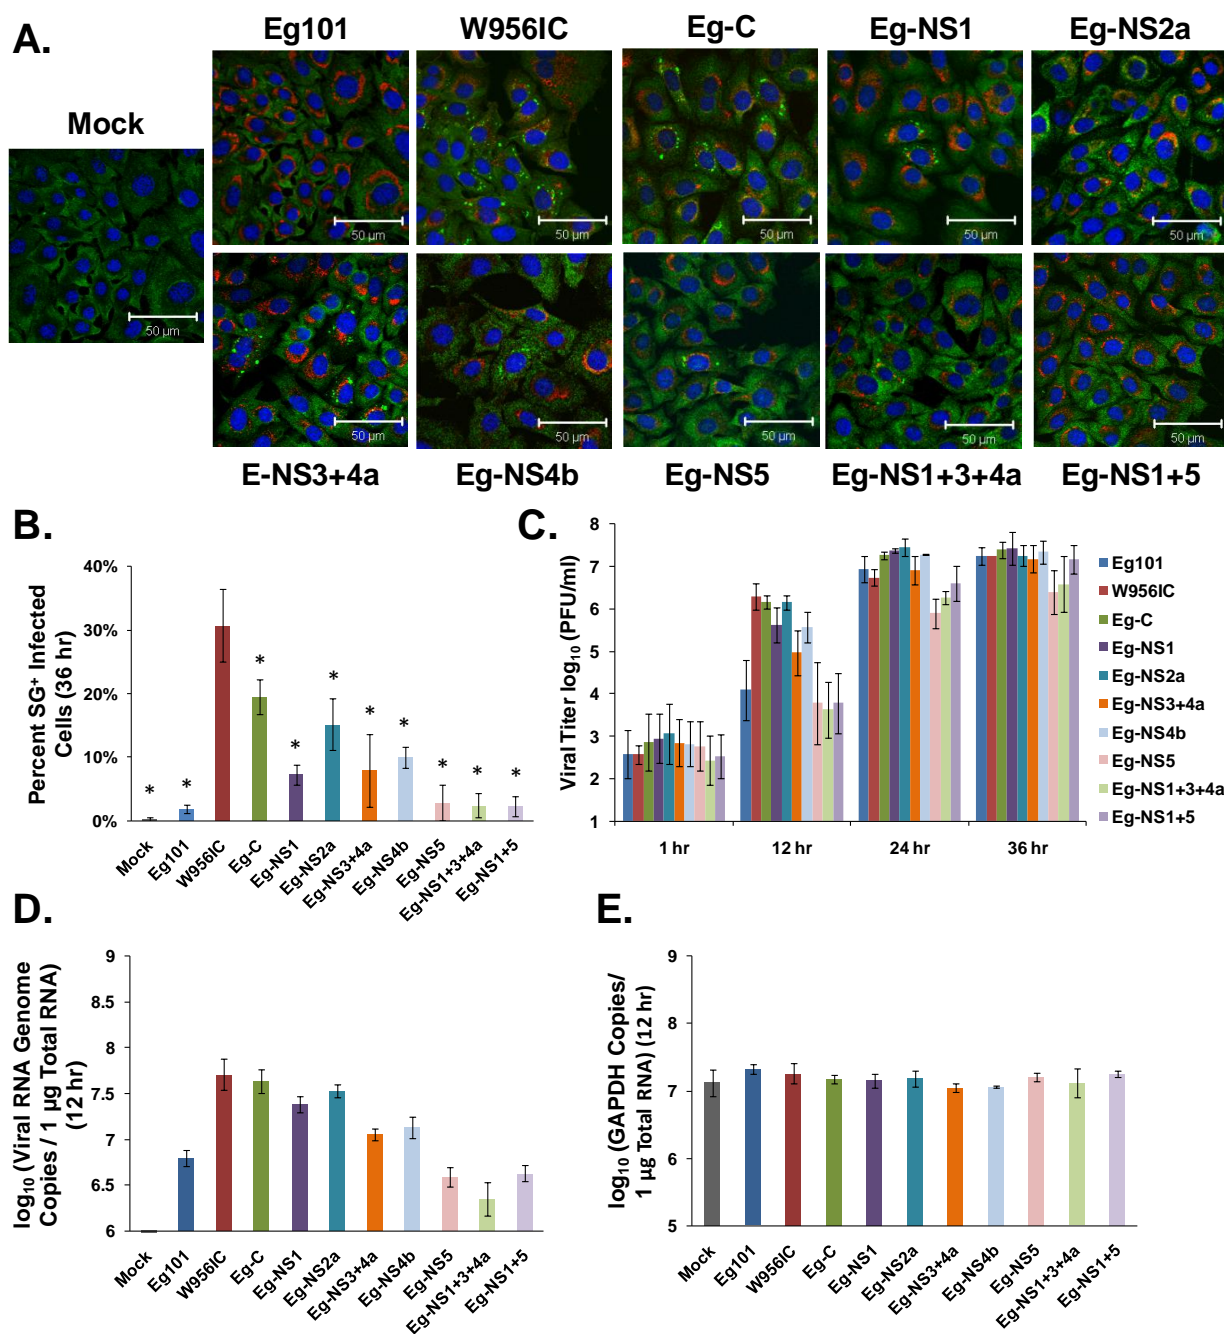 A.
Eg101 W956IC Eg-C Eg-NS1 Eg-NS2a
Mock
50 µm 50 µm 50 µm 50 µm 50 µm
50 µm
50 µm 50 µm 50 µm 50 µm 50 µm
E-NS3+4a Eg-NS4b Eg-NS5 Eg-NS1+3+4a Eg-NS1+5
B.
Percent SG⁺ Infected
Cells (36 hr)
40%
30%
20%
10%
0%
* * * * * * * * * *
Mock Eg101 W956IC Eg-C Eg-NS1 Eg-NS2a Eg-NS3+4a Eg-NS4b Eg-NS5 Eg-NS1+3+4a Eg-NS1+5
C.
Viral Titer log₁₀ (PFU/ml)
8
7
6
5
4
3
2
1
1 hr 12 hr 24 hr 36 hr
Eg101
W956IC
Eg-C
Eg-NS1
Eg-NS2a
Eg-NS3+4a
Eg-NS4b
Eg-NS5
Eg-NS1+3+4a
Eg-NS1+5
D.
log₁₀ (Viral RNA Genome
Copies / 1 µg Total RNA)
(12 hr)
9
8.5
8
7.5
7
6.5
6
Mock Eg101 W956IC Eg-C Eg-NS1 Eg-NS2a Eg-NS3+4a Eg-NS4b Eg-NS5 Eg-NS1+3+4a Eg-NS1+5
E.
log₁₀ (GAPDH Copies/
1 µg Total RNA) (12 hr)
9
8
7
6
5
Mock Eg101 W956IC Eg-C Eg-NS1 Eg-NS2a Eg-NS3+4a Eg-NS4b Eg-NS5 Eg-NS1+3+4a Eg-NS1+5